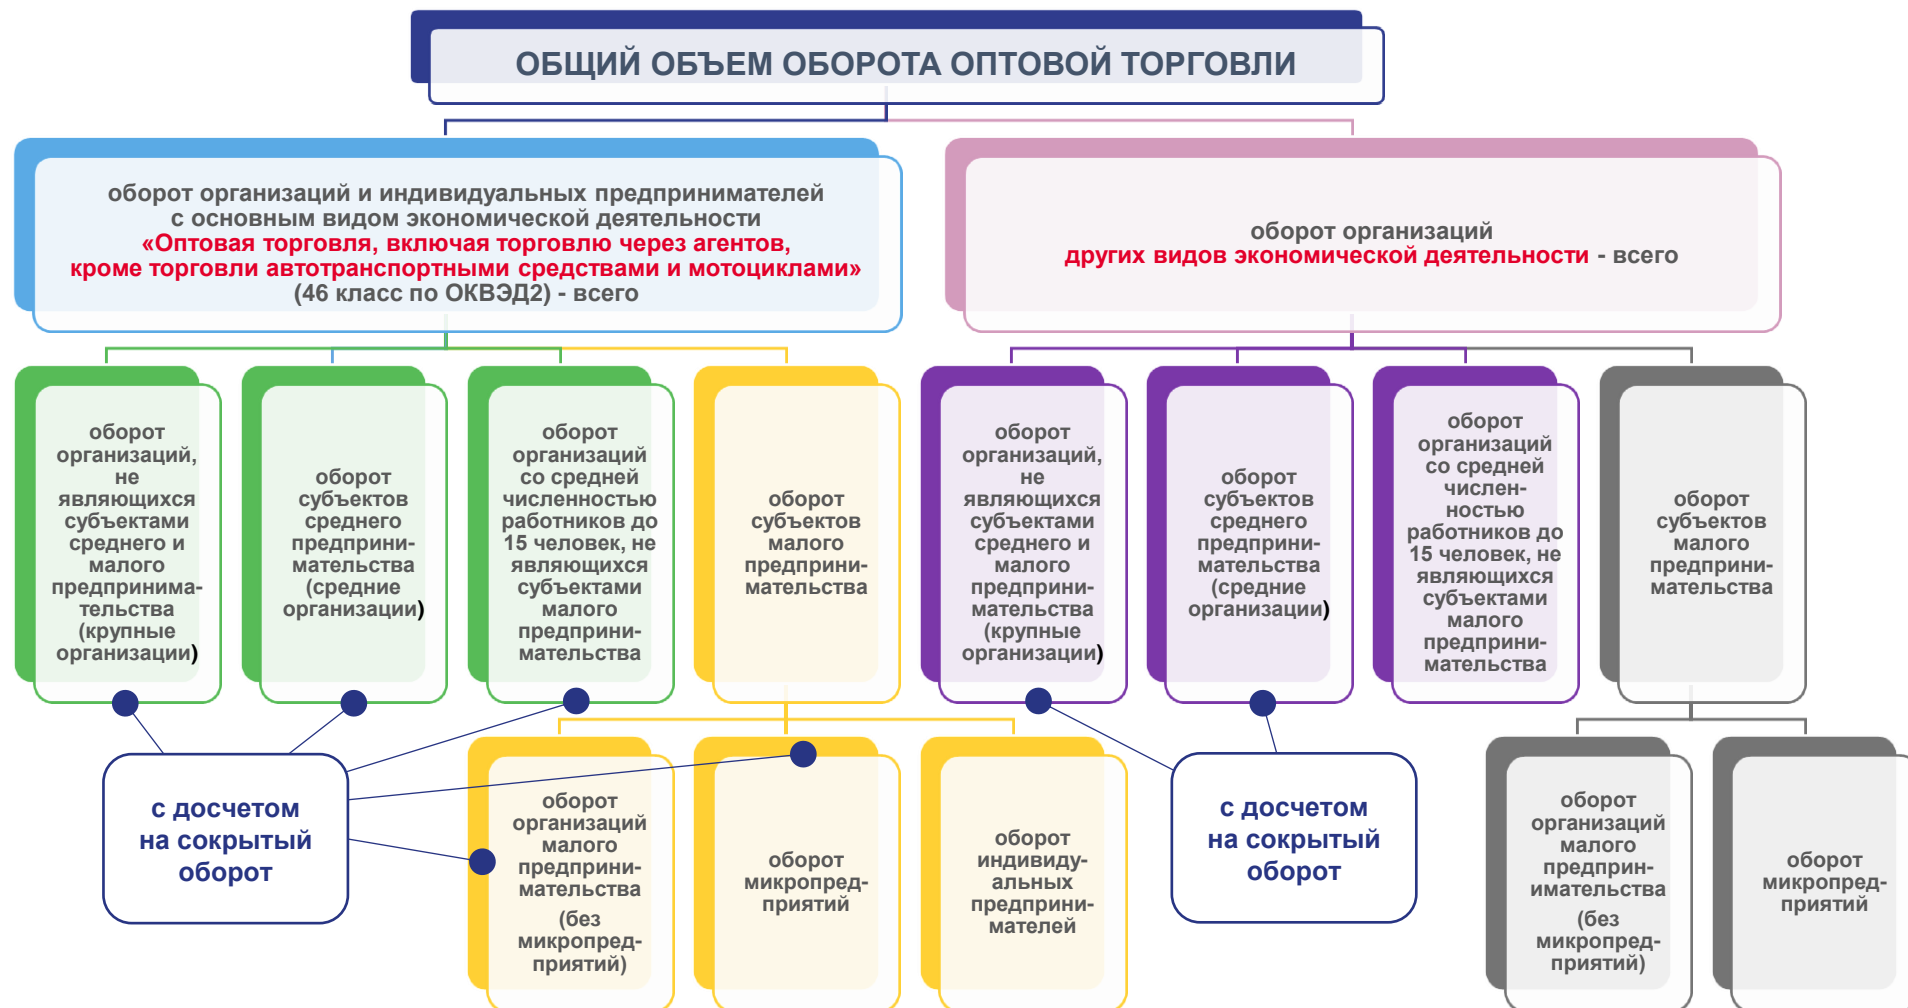 ОБЩИЙ ОБЪЕМ ОБОРОТА ОПТОВОЙ ТОРГОВЛИ
оборот организаций и индивидуальных предпринимателей
с основным видом экономической деятельности
«Оптовая торговля, включая торговлю через агентов,
кроме торговли автотранспортными средствами и мотоциклами»
(46 класс по ОКВЭД2) - всего
оборот организаций
других видов экономической деятельности - всего
оборот
организаций,
не
являющихся
субъектами
среднего и
малого
предпринима-
тельства
(крупные
организации)
оборот
субъектов
среднего
предприни-
мательства
(средние
организации)
оборот
организаций
со средней
численностью
работников до
15 человек, не
являющихся
субъектами
малого
предприни-
мательства
оборот
субъектов
малого
предприни-
мательства
оборот
организаций,
не
являющихся
субъектами
среднего и
малого
предприни-
мательства
(крупные
организации)
оборот
субъектов
среднего
предприни-
мательства
(средние
организации)
оборот
организаций
со средней
числен-
ностью
работников до
15 человек, не
являющихся
субъектами
малого
предприни-
мательства
оборот
субъектов
малого
предприни-
мательства
с досчетом
на сокрытый
оборот
оборот
организаций
малого
предприни-
мательства
(без
микропред-
приятий)
оборот
микропред-
приятий
оборот
индивиду-
альных
предприни-
мателей
с досчетом
на сокрытый
оборот
оборот
организаций
малого
предприн-
имательства
(без
микропред-
приятий)
оборот
микропред-
приятий